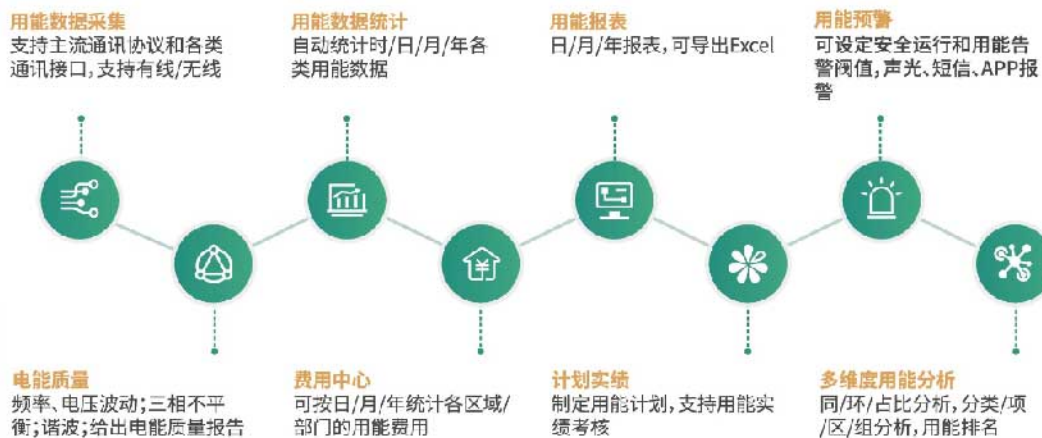 用能数据采集
支持主流通讯协议和各类
通讯接口,支持有线/无线
用能数据统计
自动统计时/日/月/年各
类用能数据
用能报表
日/月/年报表,可导出Excel
用能预警
可设定安全运行和用能告
警阀值,声光、短信、APP报
警
电能质量
频率、电压波动;三相不平
衡;谐波;给出电能质量报告
费用中心
可按日/月/年统计各区域/
部门的用能费用
计划实绩
制定用能计划,支持用能实
绩考核
多维度用能分析
同/环/占比分析,分类/项
/区/组分析,用能排名